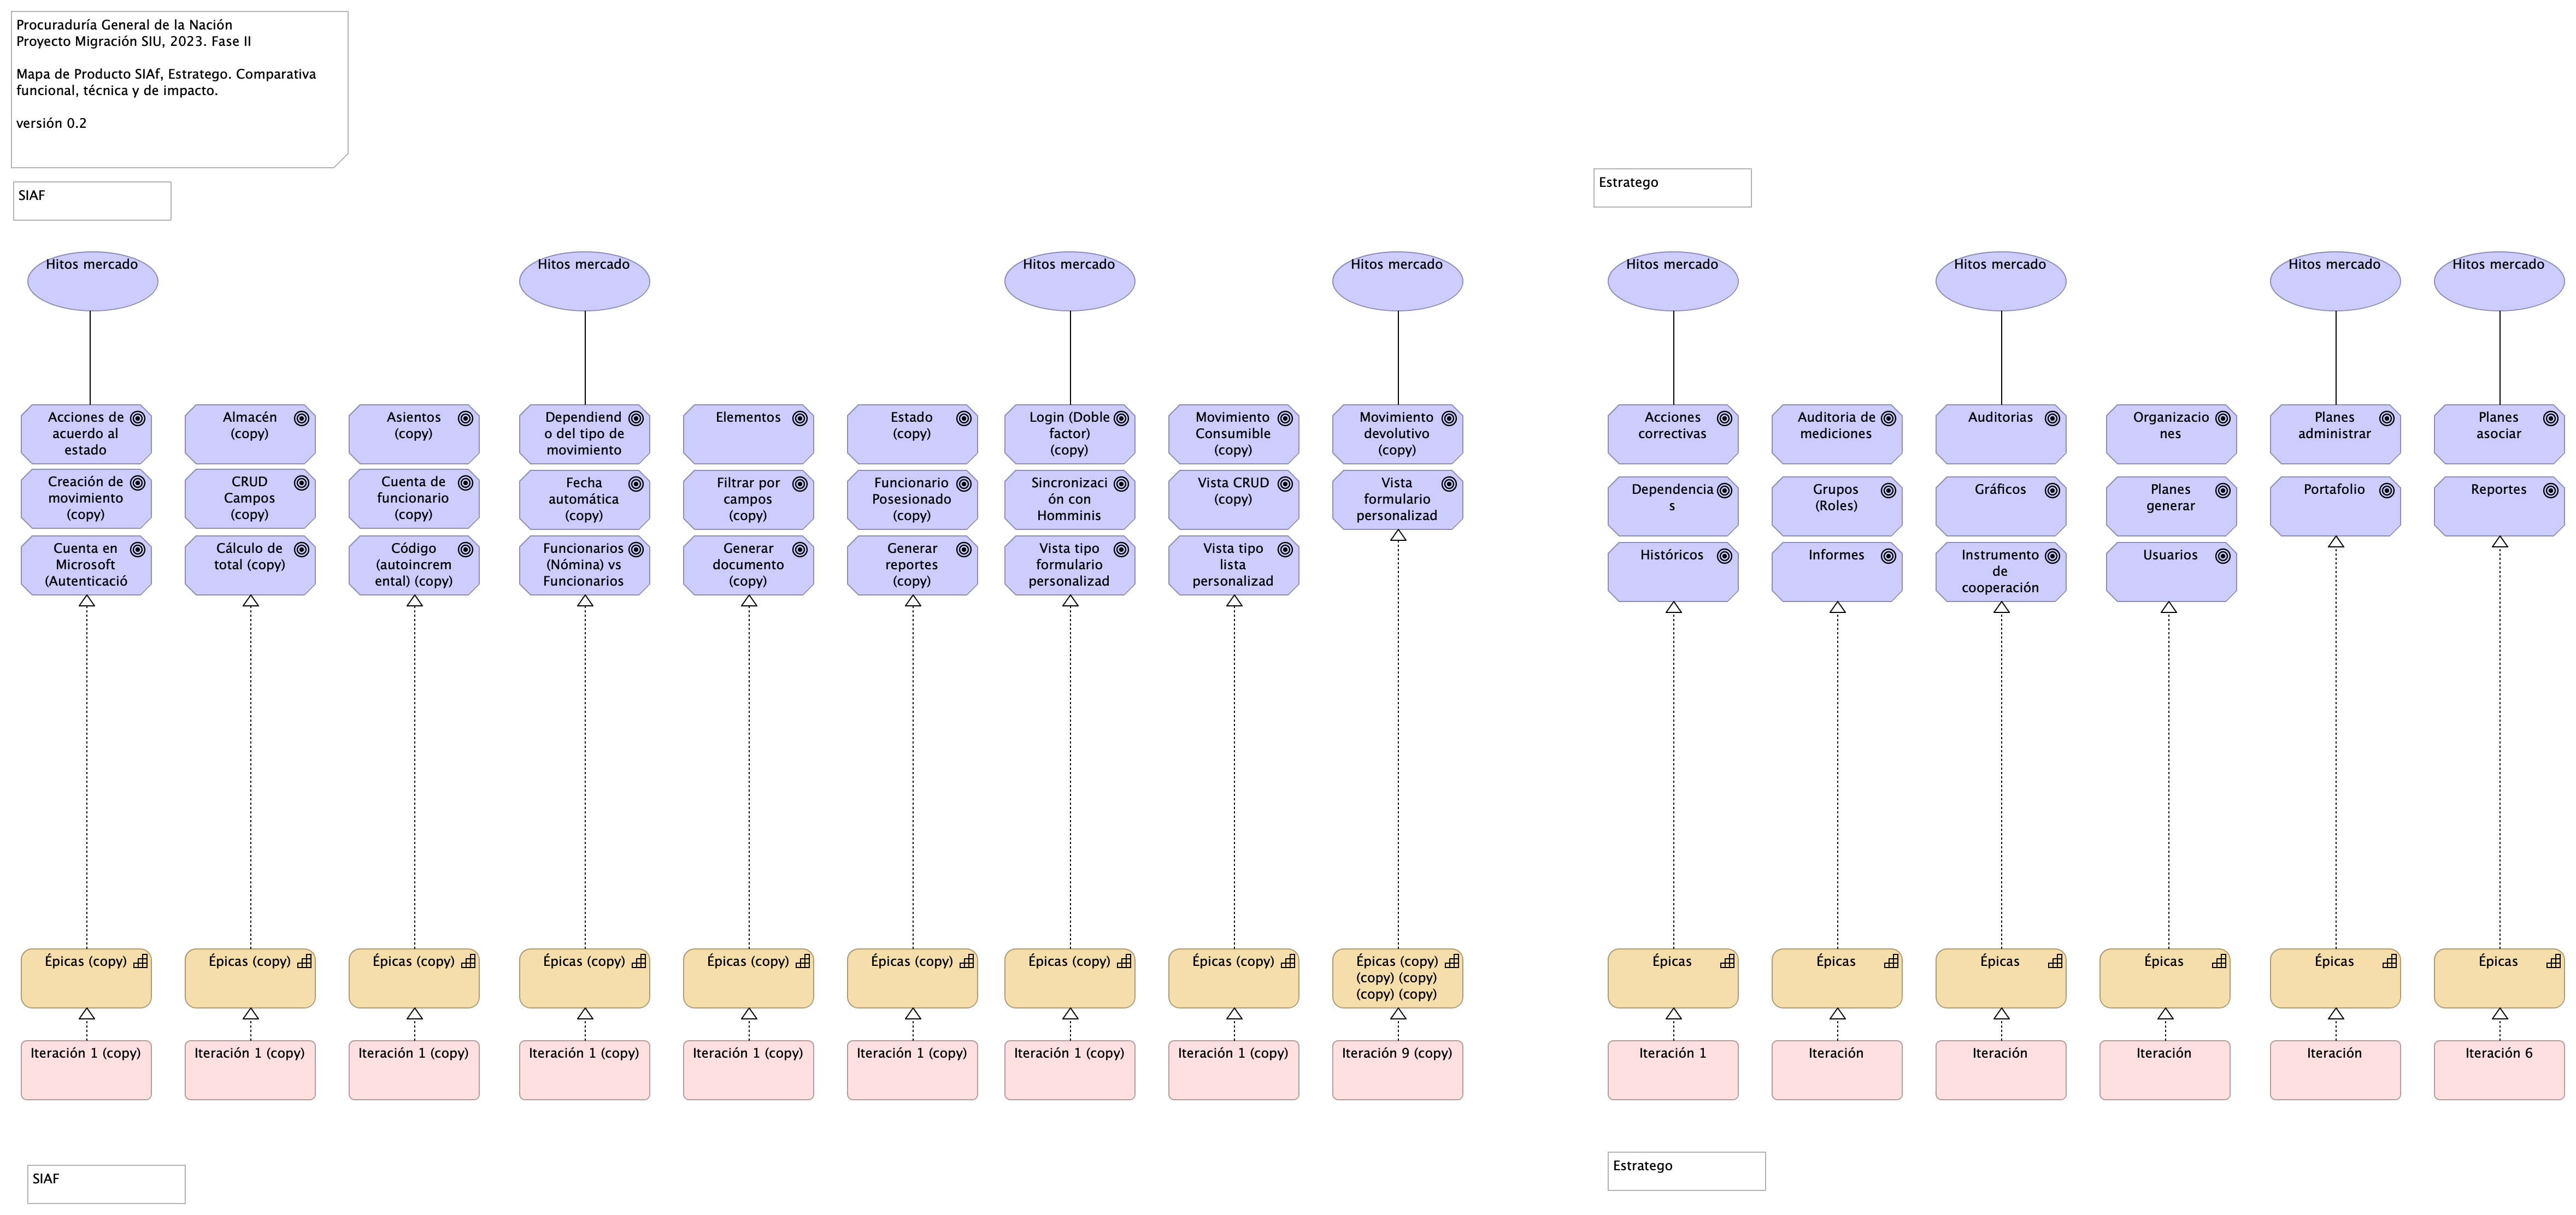 Procuraduría General de la Nación
Proyecto Migración SIU, 2023. Fase II
Mapa de Producto SIAf, Estratego. Comparativa
funcional, técnica y de impacto.
versión 0.2
SIAF
Estratego
Hitos mercado
Hitos mercado
Hitos mercado
Hitos mercado
Hitos mercado
Hitos mercado
Hitos mercado
Hitos mercado
Acciones de
acuerdo al
estado
Almacén
(copy)
Asientos
(copy)
Dependiend
o del tipo de
movimiento
Elementos
Estado
(copy)
Login (Doble
factor)
(copy)
Movimiento
Consumible
(copy)
Movimiento
devolutivo
(copy)
Acciones
correctivas
Auditoria de
mediciones
Auditorias
Organizacio
nes
Planes
administrar
Planes
asociar
Creación de
movimiento
(copy)
CRUD
Campos
(copy)
Cuenta de
funcionario
(copy)
Fecha
automática
(copy)
Filtrar por
campos
(copy)
Funcionario
Posesionado
(copy)
Sincronizaci
ón con
Homminis
Vista CRUD
(copy)
Vista
formulario
personalizad
Dependencia
s
Grupos
(Roles)
Gráficos
Planes
generar
Portafolio
Reportes
Cuenta en
Microsoft
(Autenticació
Cálculo de
total (copy)
Código
(autoincrem
ental) (copy)
Funcionarios
(Nómina) vs
Funcionarios
Generar
documento
(copy)
Generar
reportes
(copy)
Vista tipo
formulario
personalizad
Vista tipo
lista
personalizad
Históricos
Informes
Instrumento
de
cooperación
Usuarios
Épicas (copy)
Épicas (copy)
Épicas (copy)
Épicas (copy)
Épicas (copy)
Épicas (copy)
Épicas (copy)
Épicas (copy)
Épicas (copy)
(copy) (copy)
(copy) (copy)
Épicas
Épicas
Épicas
Épicas
Épicas
Épicas
Iteración 1 (copy)
Iteración 1 (copy)
Iteración 1 (copy)
Iteración 1 (copy)
Iteración 1 (copy)
Iteración 1 (copy)
Iteración 1 (copy)
Iteración 1 (copy)
Iteración 9 (copy)
Iteración 1
Iteración
Iteración
Iteración
Iteración
Iteración 6
SIAF
Estratego